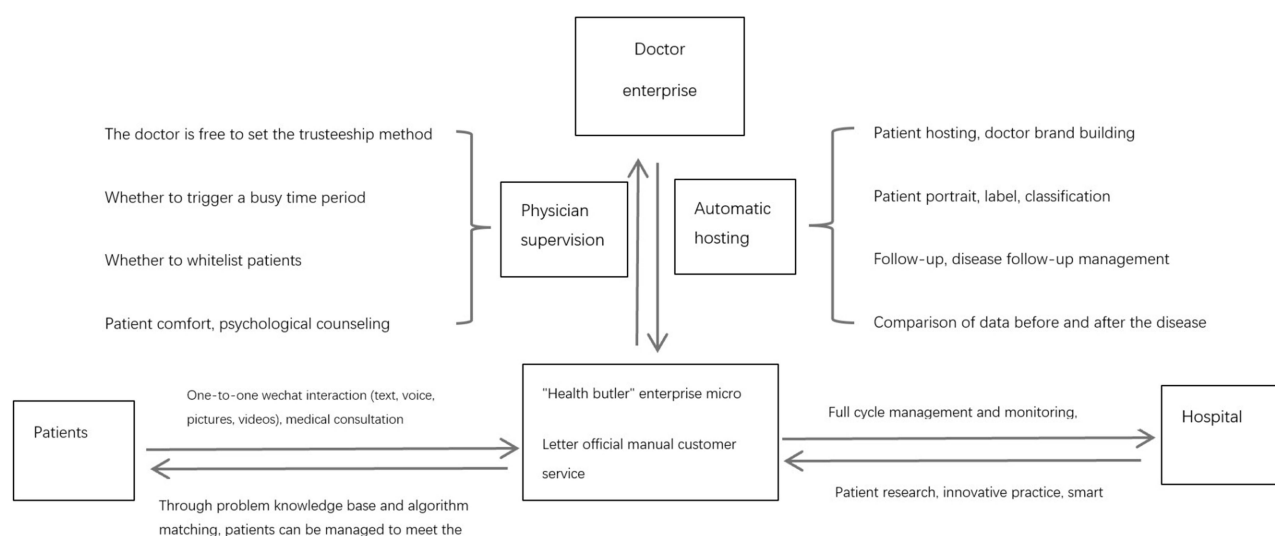 Doctor
enterprise
The doctor is free to set the trusteeship method
Whether to trigger a busy time period
Whether to whitelist patients
Patient comfort, psychological counseling
Physician
supervision
Automatic
hosting
Patient hosting, doctor brand building
Patient portrait, label, classification
Follow-up, disease follow-up management
Comparison of data before and after the disease
Patients
One-to-one wechat interaction (text, voice,
pictures, videos), medical consultation
Through problem knowledge base and algorithm
matching, patients can be managed to meet the
"Health butler" enterprise micro
Letter official manual customer
service
Full cycle management and monitoring,
Patient research, innovative practice, smart
Hospital